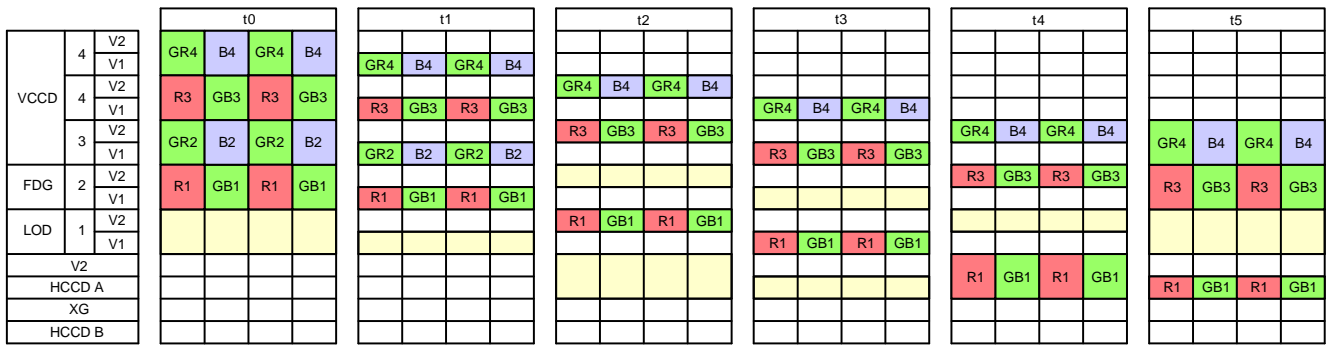 t0 t1 t2 t3 t4 t5
V2
4
GR4 B4 GR4 B4
V1
GR4 B4 GR4 B4
V2
GR4 B4 GR4 B4
VCCD 4
R3 GB3 R3 GB3
V1
R3 GB3 R3 GB3 GR4 B4 GR4 B4
V2
R3 GB3 R3 GB3 GR4 B4 GR4 B4
3
GR2 B2 GR2 B2 GR4 B4 GR4 B4
V1
GR2 B2 GR2 B2 R3 GB3 R3 GB3
V2
R3 GB3 R3 GB3
FDG 2
R1 GB1 R1 GB1 R3 GB3 R3 GB3
V1
R1 GB1 R1 GB1
V2
R1 GB1 R1 GB1
LOD 1
V1
R1 GB1 R1 GB1
V2
R1 GB1 R1 GB1
HCCD A
R1 GB1 R1 GB1
XG
HCCD B